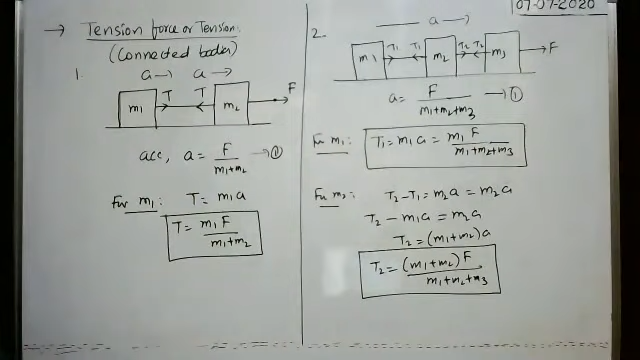 07-07-2020
→ Tension force or Tension:
(Connected bodies)
1.
a → a →
m1 T T m2 F
acc, a = F/(m1+m2) → ①
For m1: T = m1a
T = m1F/(m1+m2)
2.
a →
m1 T1 T1 m2 T2 T2 m3 F
a = F/(m1+m2+m3) → ①
For m1: T1 = m1a = m1F/(m1+m2+m3)
For m2: T2 - T1 = m2a = m2a
T2 - m1a = m2a
T2 = (m1+m2)a
T2 = (m1+m2)F/(m1+m2+m3)